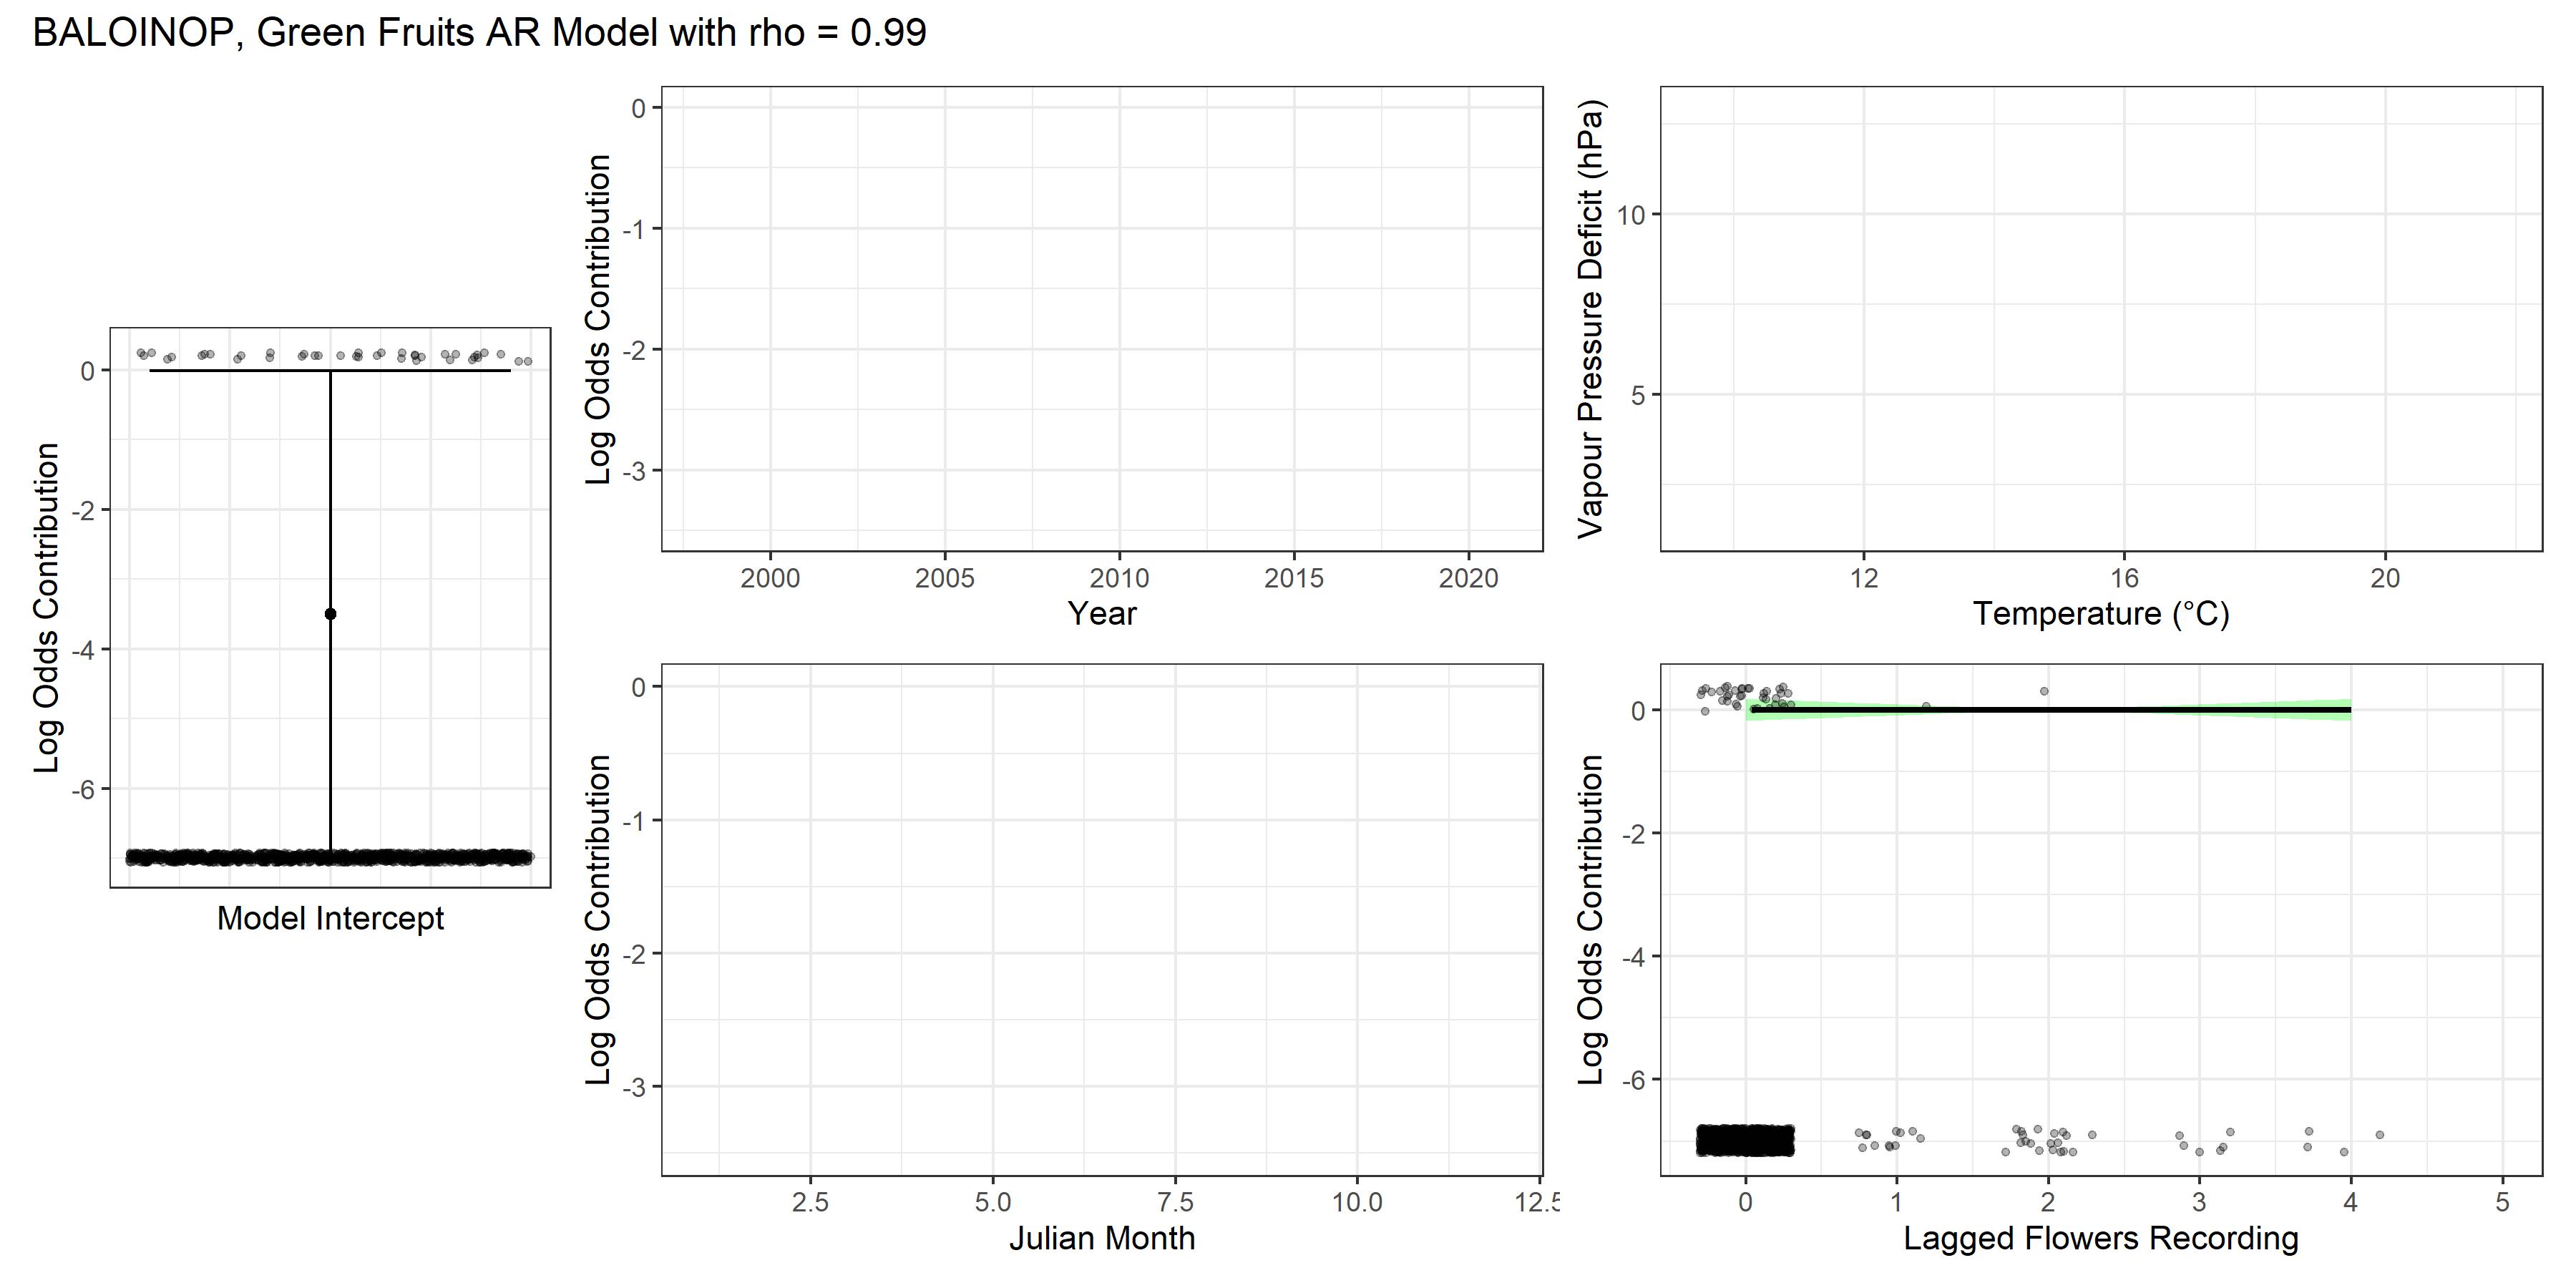 BALOINOP, Green Fruits AR Model with rho = 0.99
Log Odds Contribution
0
-2
-4
-6
Model Intercept
Log Odds Contribution
0
-1
-2
-3
2000 2005 2010 2015 2020
Year
Vapour Pressure Deficit (hPa)
10
5
12 16 20
Temperature (°C)
Log Odds Contribution
0
-1
-2
-3
2.5 5.0 7.5 10.0 12.5
Julian Month
Log Odds Contribution
0
-2
-4
-6
0 1 2 3 4 5
Lagged Flowers Recording